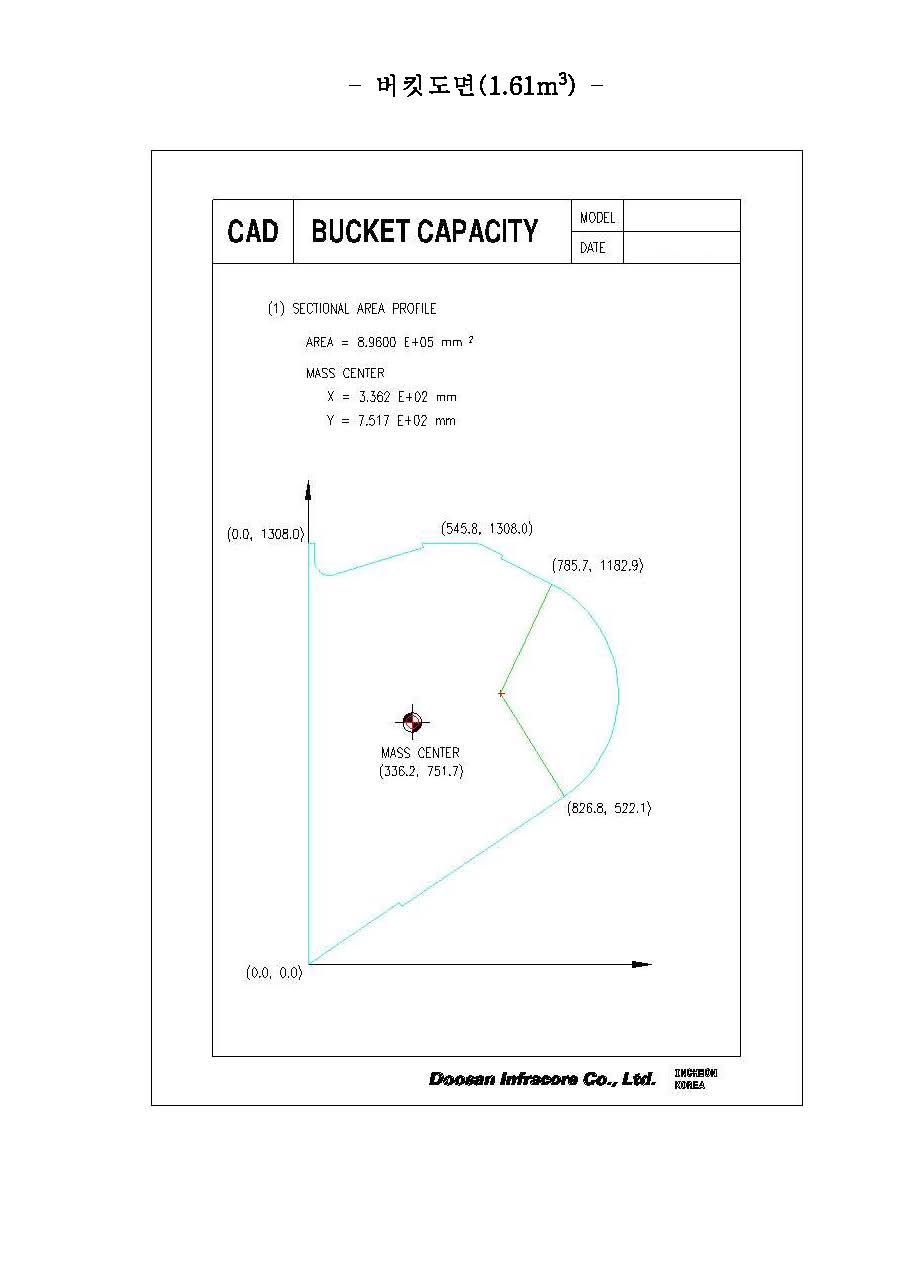 - 버킷도면(1.61m³) -
CAD
BUCKET CAPACITY
MODEL
DATE
(1) SECTIONAL AREA PROFILE
AREA = 8.9600 E+05 mm ²
MASS CENTER
X = 3.362 E+02 mm
Y = 7.517 E+02 mm
(0.0, 1308.0)
(545.8, 1308.0)
(785.7, 1182.9)
MASS CENTER
(336.2, 751.7)
(826.8, 522.1)
(0.0, 0.0)
Doosan Infracore Co., Ltd.
INCHEON
KOREA